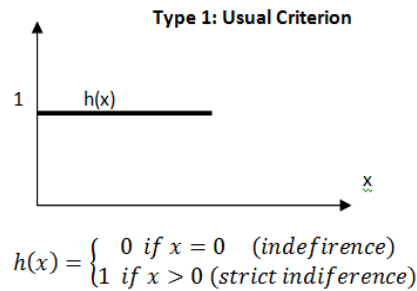 Type 1: Usual Criterion
1 h(x)
x
h(x) = { 0 if x = 0 (indefirence)
1 if x > 0 (strict indiference)